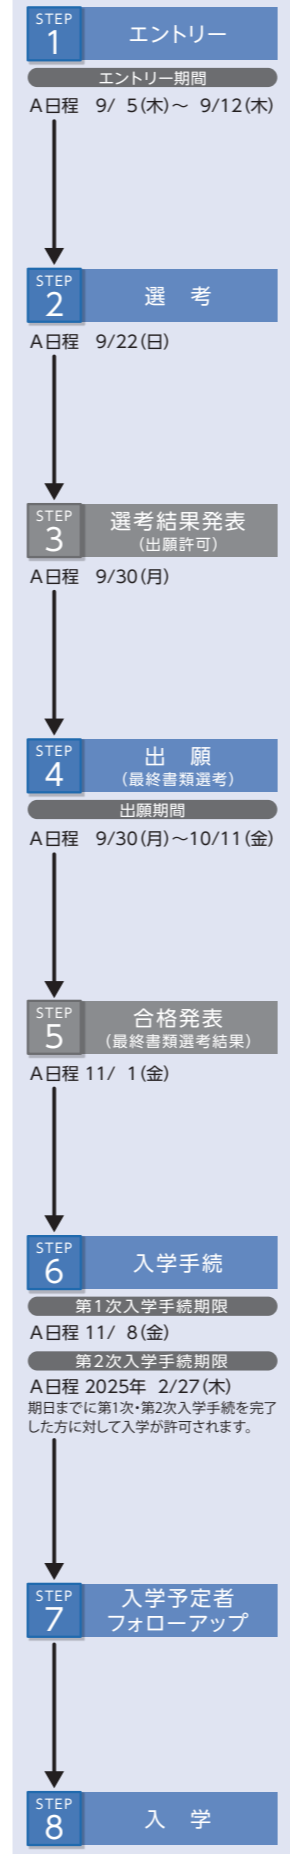 STEP
1
エントリー
エントリー期間
A日程 9/ 5(木)～ 9/12(木)
STEP
2
選 考
A日程 9/22(日)
STEP
3
選考結果発表
(出願許可)
A日程 9/30(月)
STEP
4
出 願
(最終書類選考)
出願期間
A日程 9/30(月)～10/11(金)
STEP
5
合格発表
(最終書類選考結果)
A日程 11/ 1(金)
STEP
6
入学手続
第1次入学手続期限
A日程 11/ 8(金)
第2次入学手続期限
A日程 2025年 2/27(木)
期日までに第1次・第2次入学手続を完了
した方に対して入学が許可されます。
STEP
7
入学予定者
フォローアップ
STEP
8
入 学